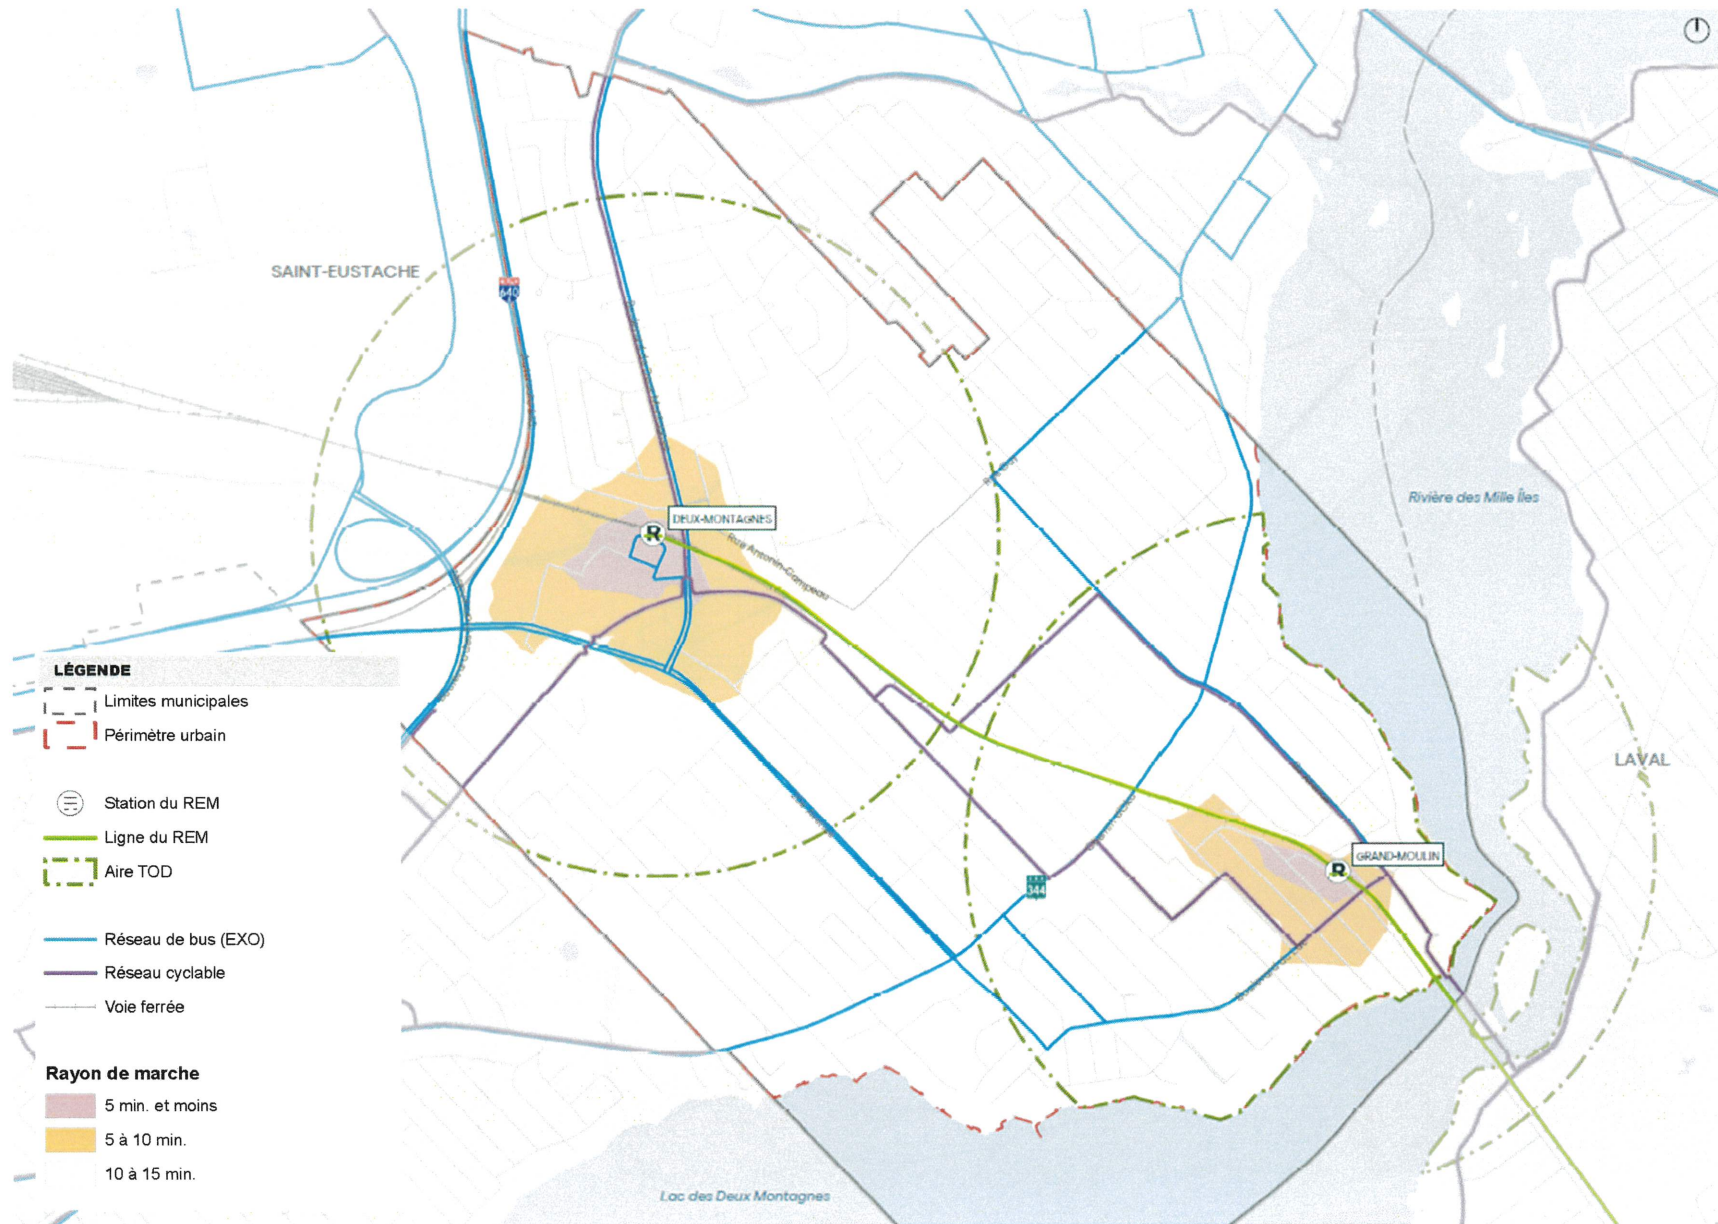 SAINT-EUSTACHE
640
DEUX-MONTAGNES
Rue Antonin-Campeau
Rivière des Mille Îles
LAVAL
GRAND-MOULIN
344
Lac des Deux Montagnes
LÉGENDE
Limites municipales
Périmètre urbain
Station du REM
Ligne du REM
Aire TOD
Réseau de bus (EXO)
Réseau cyclable
Voie ferrée
Rayon de marche
5 min. et moins
5 à 10 min.
10 à 15 min.